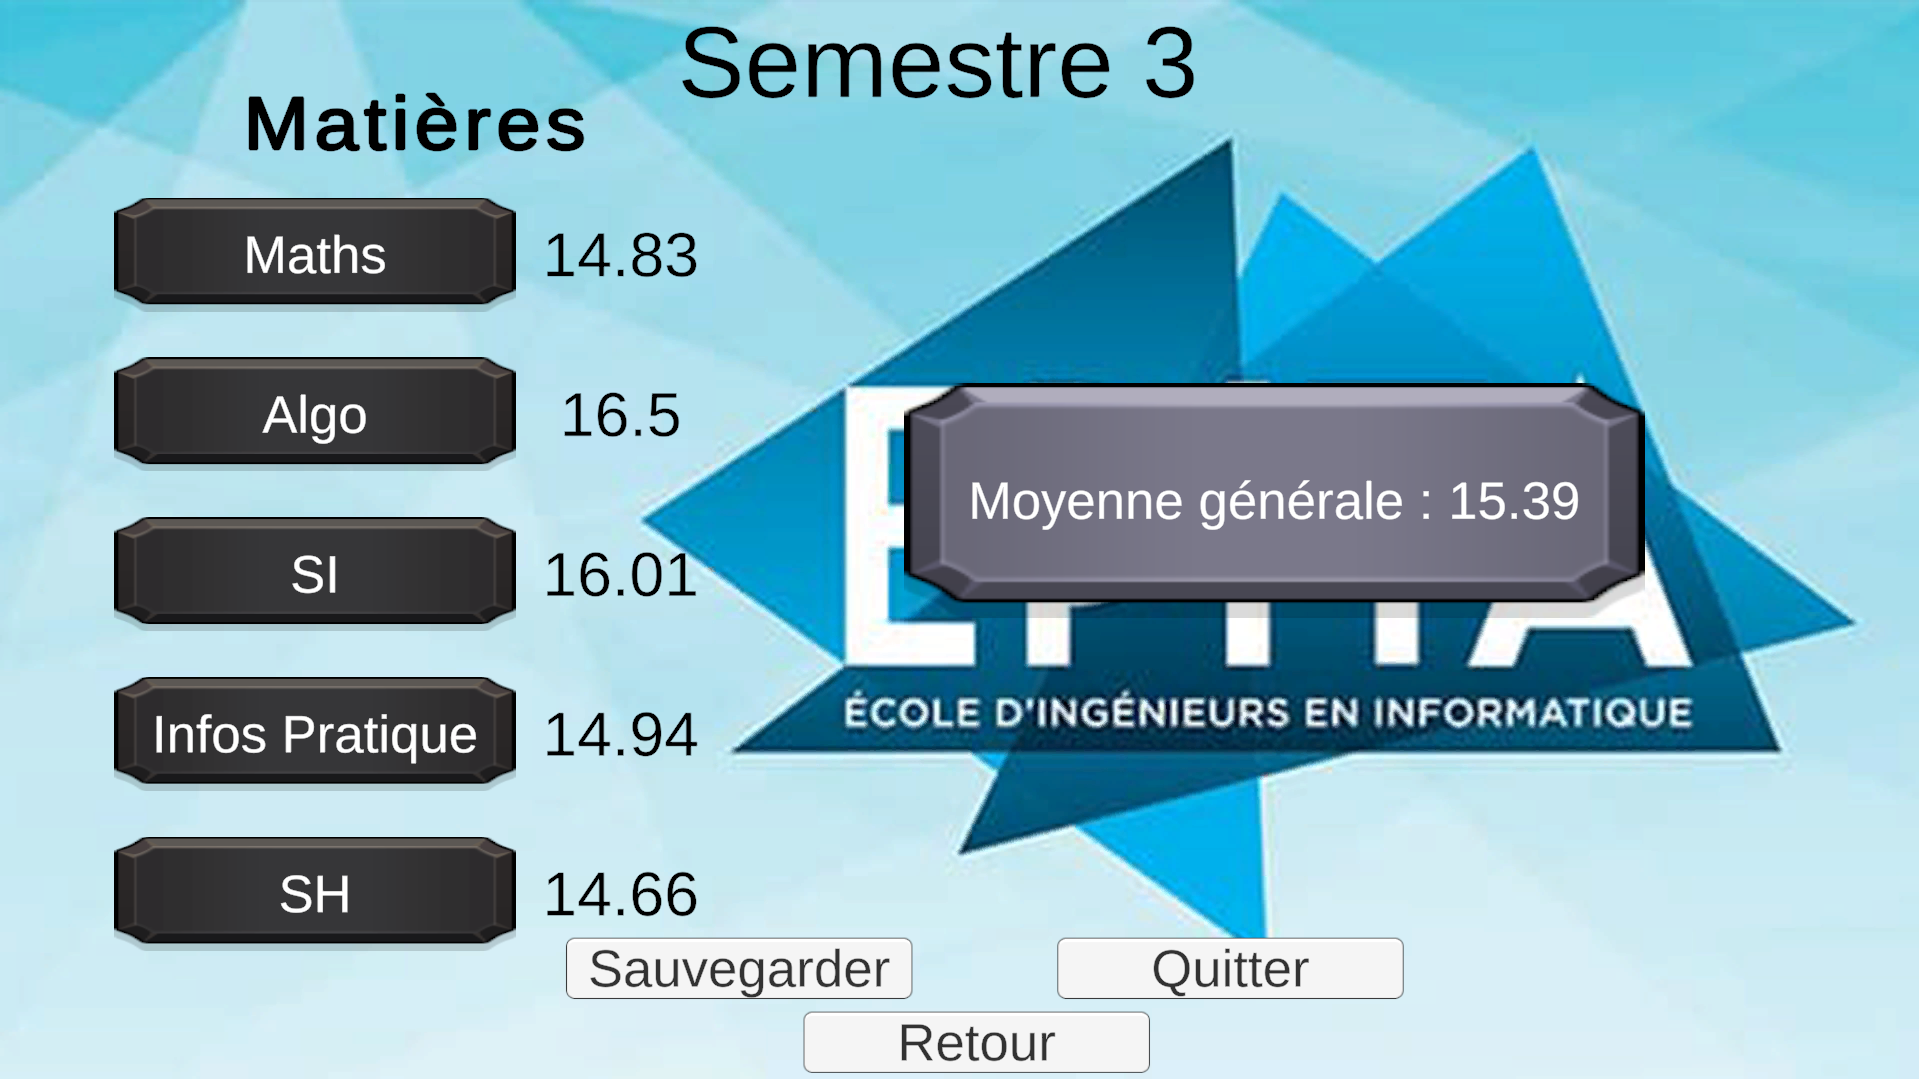 Semestre 3
Matières
Maths 14.83
Algo 16.5
SI 16.01
Infos Pratique 14.94
SH 14.66
Moyenne générale : 15.39
ÉCOLE D'INGÉNIEURS EN INFORMATIQUE
Sauvegarder
Quitter
Retour